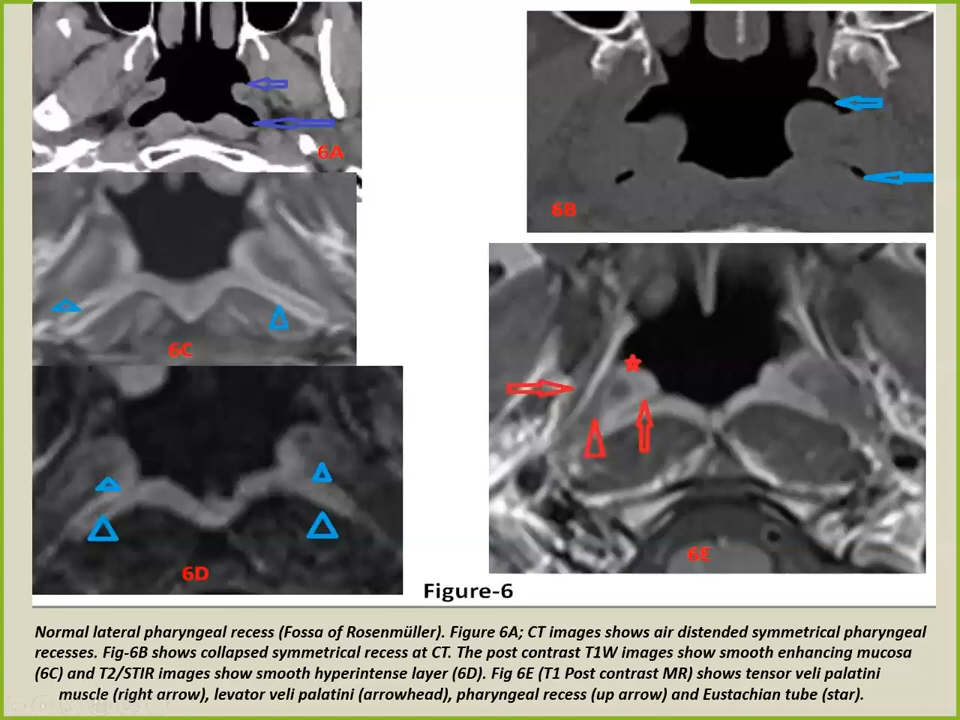 6A
6B
6C
6D
6E
Figure-6
Normal lateral pharyngeal recess (Fossa of Rosenmüller). Figure 6A; CT images shows air distended symmetrical pharyngeal
recesses. Fig-6B shows collapsed symmetrical recess at CT. The post contrast T1W images show smooth enhancing mucosa
(6C) and T2/STIR images show smooth hyperintense layer (6D). Fig 6E (T1 Post contrast MR) shows tensor veli palatini
muscle (right arrow), levator veli palatini (arrowhead), pharyngeal recess (up arrow) and Eustachian tube (star).